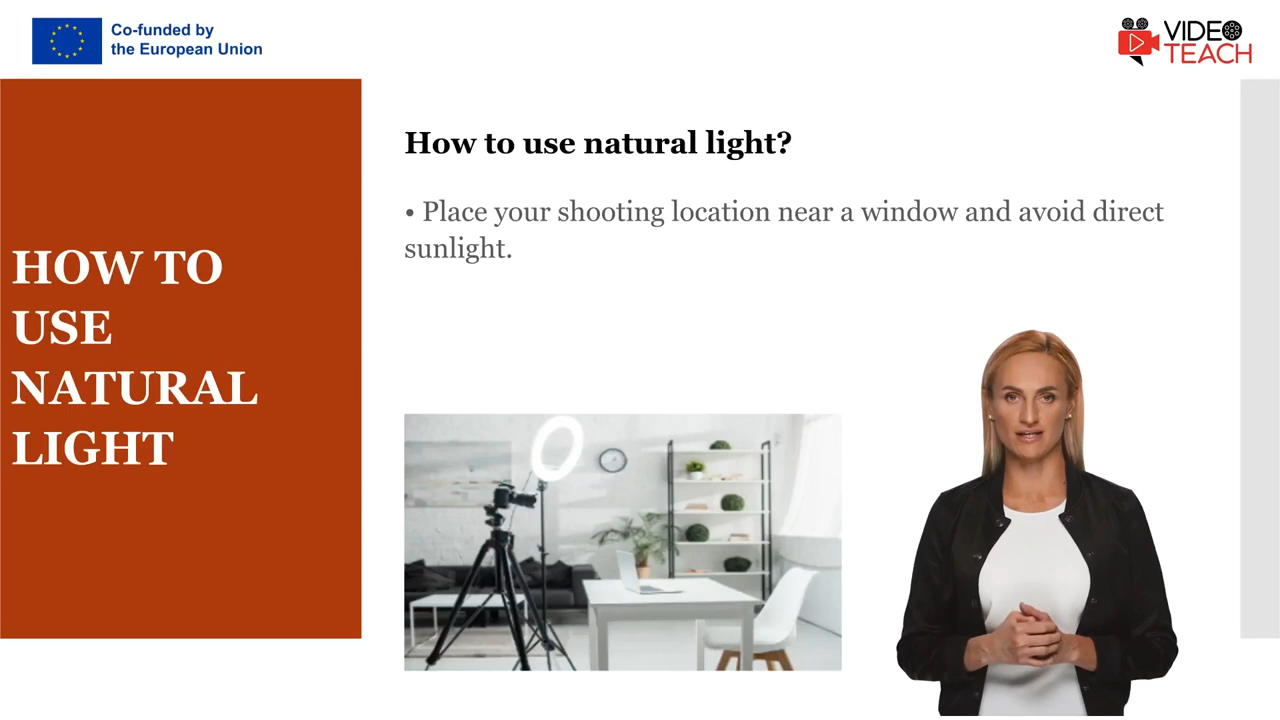 Co-funded by
the European Union
VIDEO
TEACH
HOW TO
USE
NATURAL
LIGHT
How to use natural light?
• Place your shooting location near a window and avoid direct
sunlight.